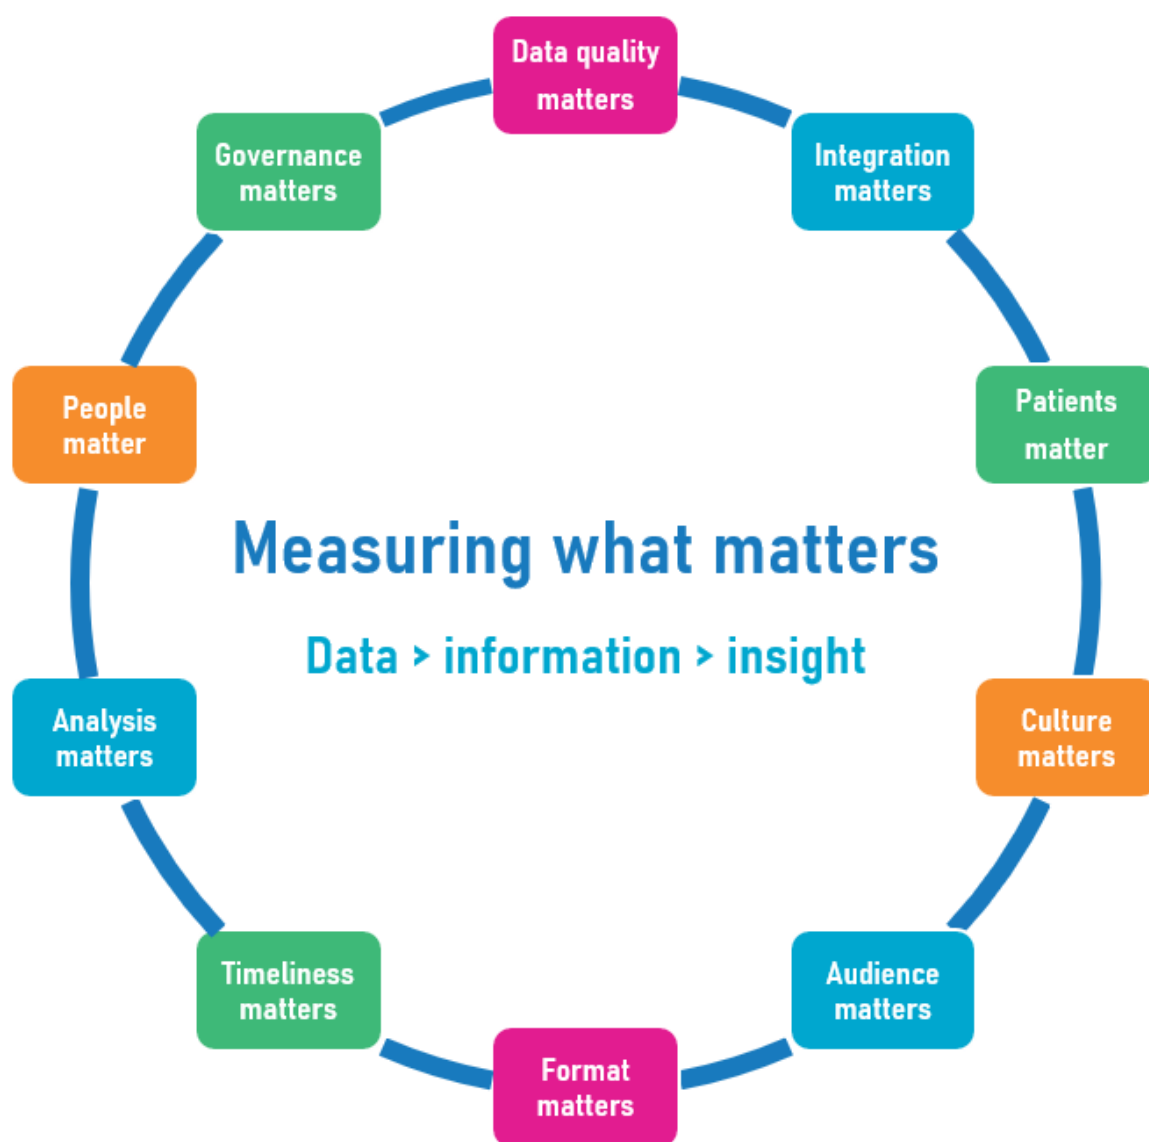 Data quality
matters
Integration
matters
Patients
matter
Culture
matters
Audience
matters
Format
matters
Timeliness
matters
Analysis
matters
People
matter
Governance
matters
Measuring what matters
Data > information > insight